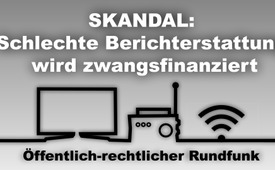 SKANDAL:
Schlechte Berichterstattun
wird zwangsfinanziert
Öffentlich-rechtlicher Rundfunk